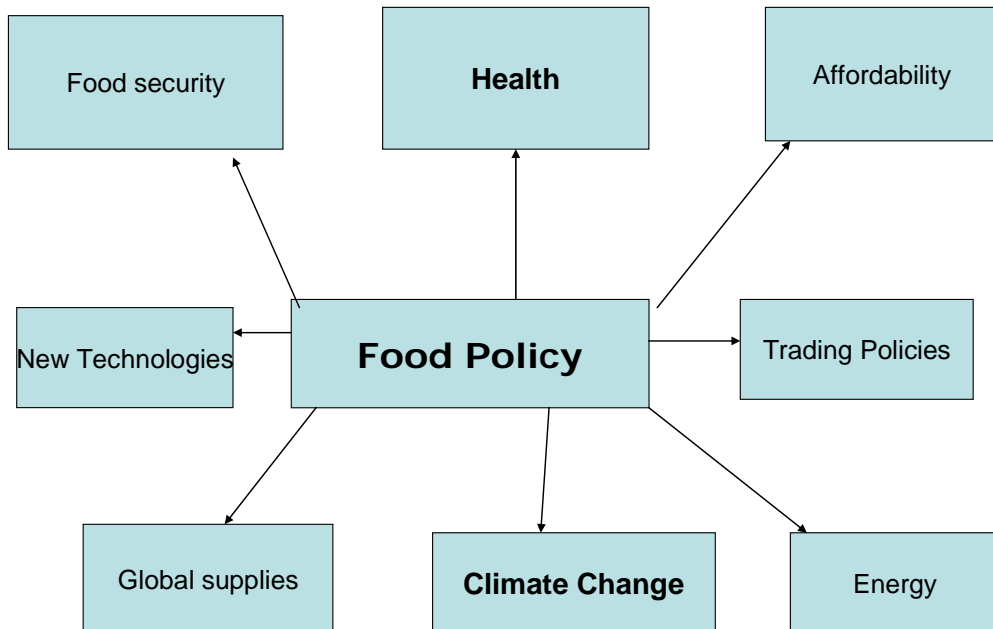 Food security
Health
Affordability
New Technologies
Food Policy
Trading Policies
Global supplies
Climate Change
Energy